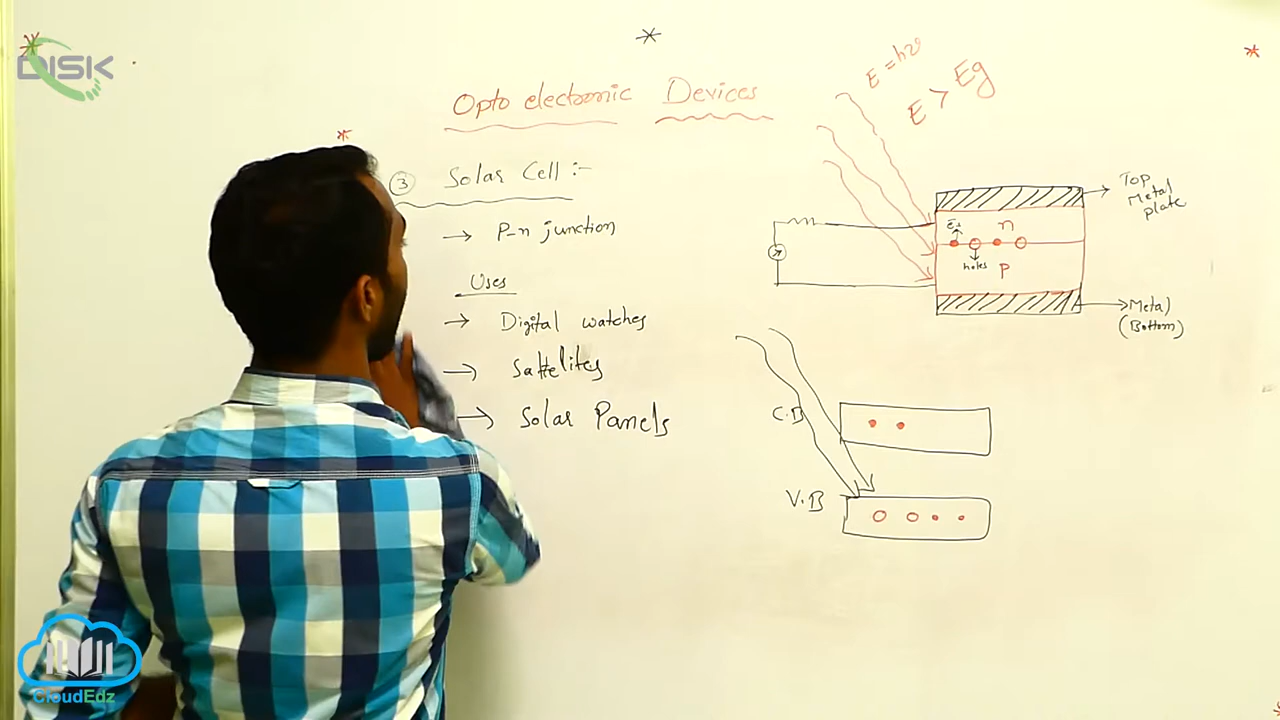 DISK
Opto electronic Devices
E = hν
E > Eg
③ Solar Cell :-
→ P-n junction
Uses
→ Digital watches
→ Sattelites
→ Solar Panels
Top
Metal
plate
n
holes
P
Metal
(Bottom)
C.B
V.B
CloudEdz